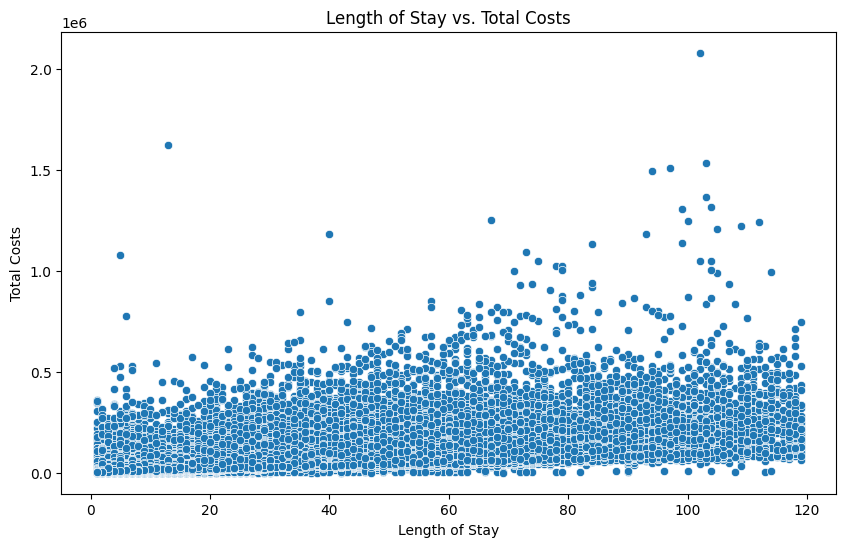 Length of Stay vs. Total Costs
1e6
2.0
1.5
1.0
0.5
0.0
Total Costs
0 20 40 60 80 100 120
Length of Stay